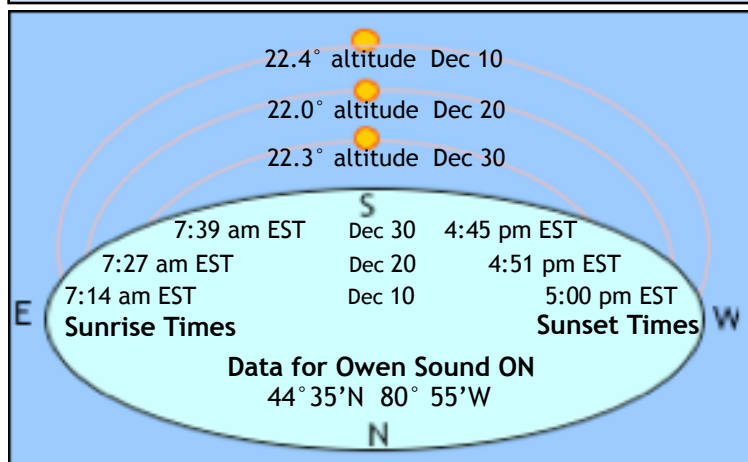 22.4° altitude Dec 10
22.0° altitude Dec 20
22.3° altitude Dec 30
S
7:39 am EST Dec 30 4:45 pm EST
7:27 am EST Dec 20 4:51 pm EST
7:14 am EST Dec 10 5:00 pm EST
E Sunrise Times Sunset Times W
Data for Owen Sound ON
44°35'N 80° 55'W
N